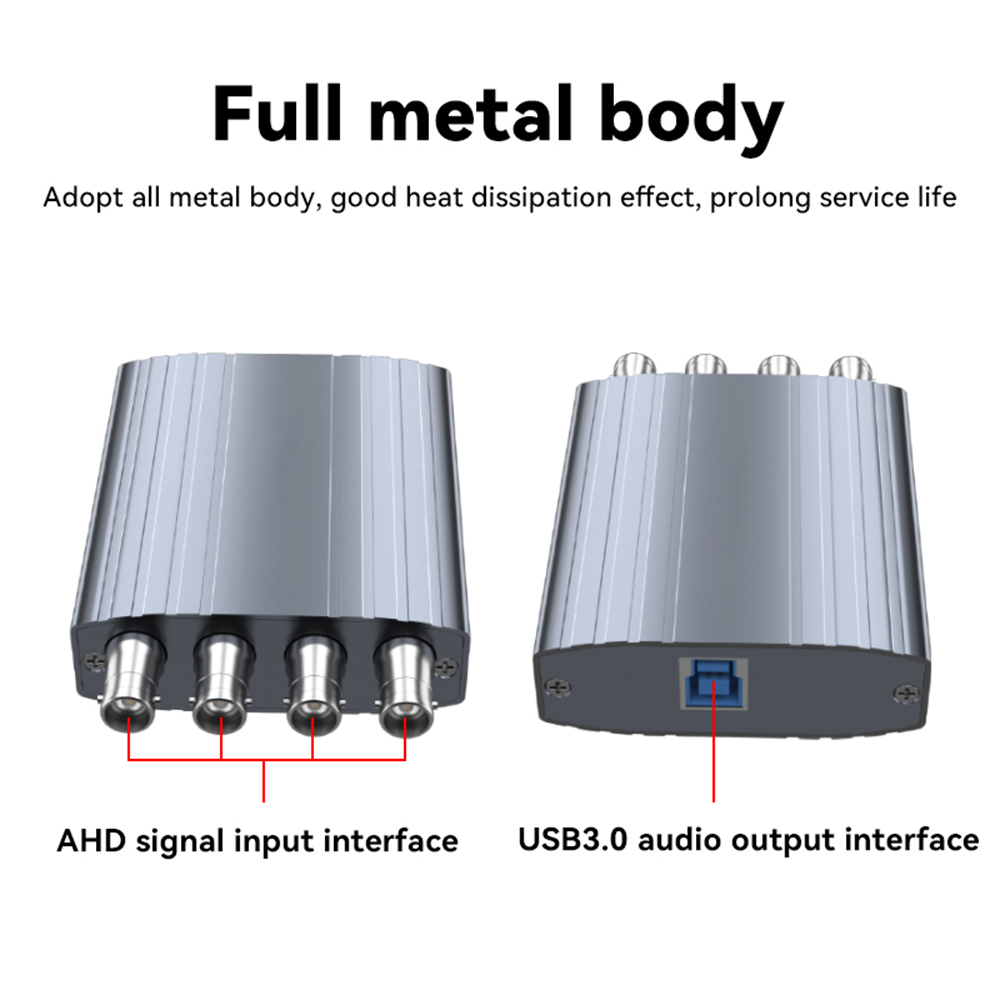 Full metal body
Adopt all metal body, good heat dissipation effect, prolong service life
AHD signal input interface
USB3.0 audio output interface